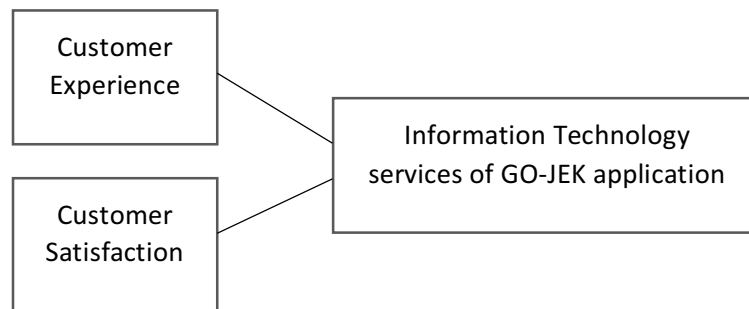 Customer
Experience
Information Technology
services of GO-JEK application
Customer
Satisfaction